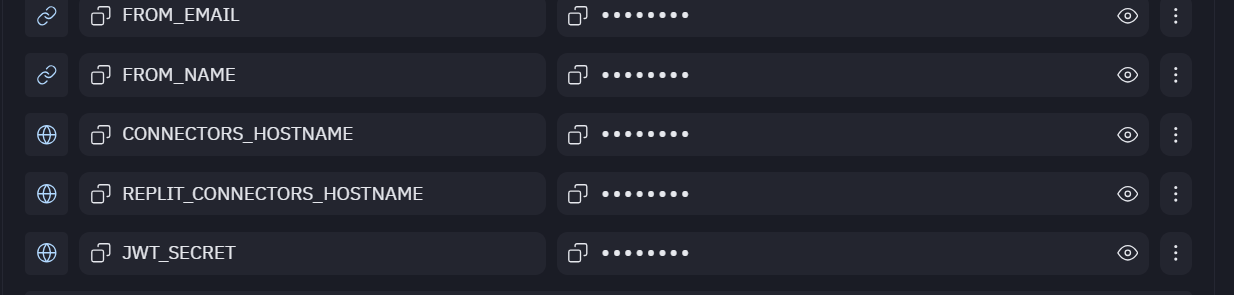 FROM_EMAIL ••••••••
FROM_NAME ••••••••
CONNECTORS_HOSTNAME ••••••••
REPLIT_CONNECTORS_HOSTNAME ••••••••
JWT_SECRET ••••••••